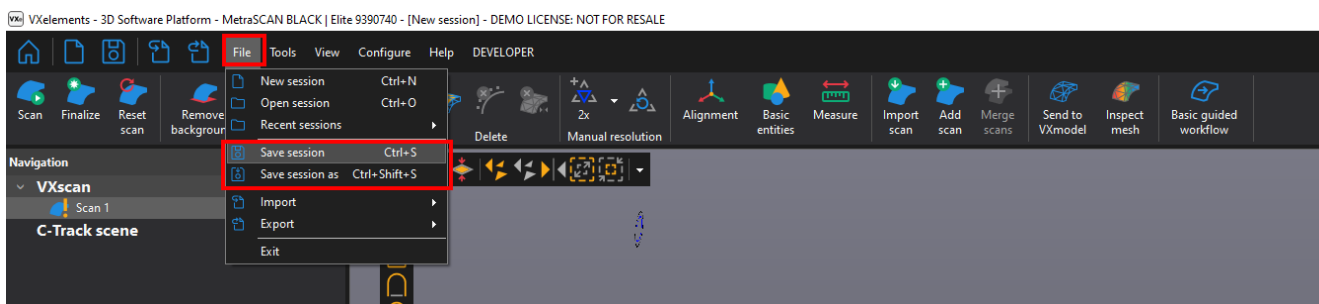 VXelements - 3D Software Platform - MetraSCAN BLACK | Elite 9390740 - [New session] - DEMO LICENSE: NOT FOR RESALE
File Tools View Configure Help DEVELOPER
New session Ctrl+N
Open session Ctrl+O
Recent sessions
Save session Ctrl+S
Save session as Ctrl+Shift+S
Import
Export
Exit
Scan
Finalize
Reset
scan
Remove
Delete
2x
Manual resolution
Alignment
Basic
entities
Measure
Import
scan
Add
scan
Merge
scans
Send to
VXmodel
Inspect
mesh
Basic guided
workflow
Navigation
VXscan
Scan 1
C-Track scene